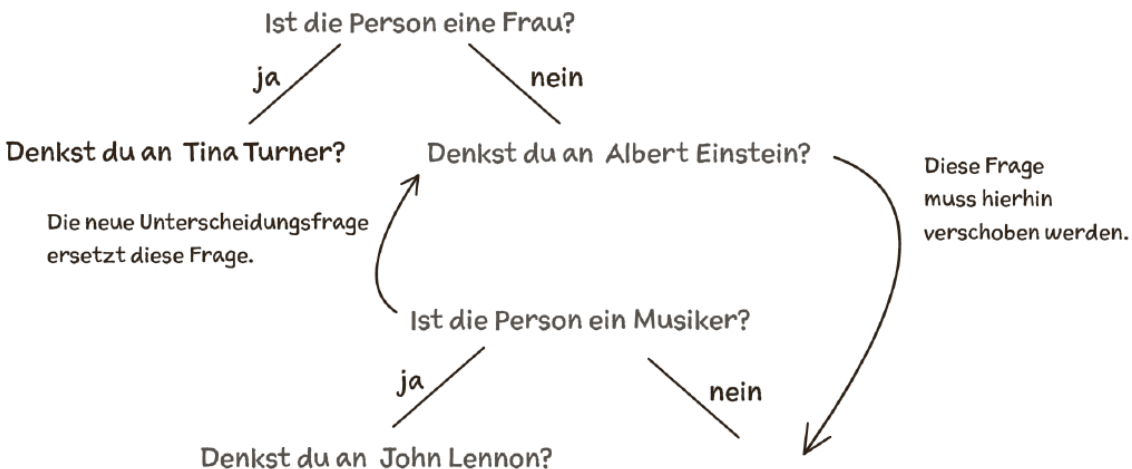 Ist die Person eine Frau?
ja
nein
Denkst du an Tina Turner?
Denkst du an Albert Einstein?
Diese Frage
muss hierhin
verschoben werden.
Die neue Unterscheidungsfrage
ersetzt diese Frage.
Ist die Person ein Musiker?
ja
nein
Denkst du an John Lennon?